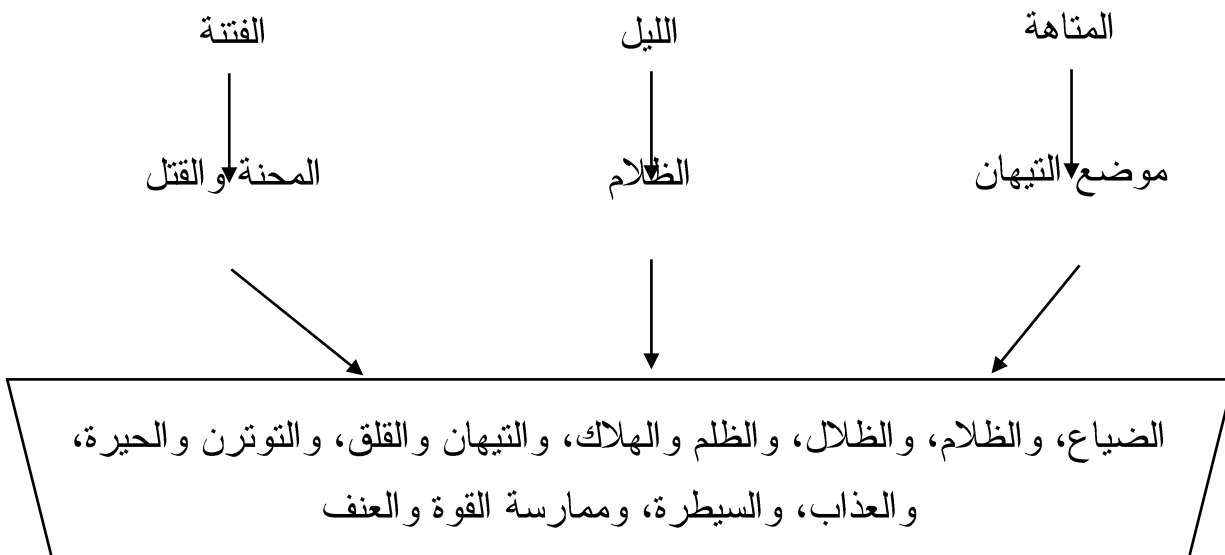 المتاهة
الليل
الفتنة
موضع التيهان
الظلام
المحنة والقتل
الضياع، والظلام، والظلال، والظلم والهلاك، والتيهان والقلق، والتوترن والحيرة،
والعذاب، والسيطرة، وممارسة القوة والعنف